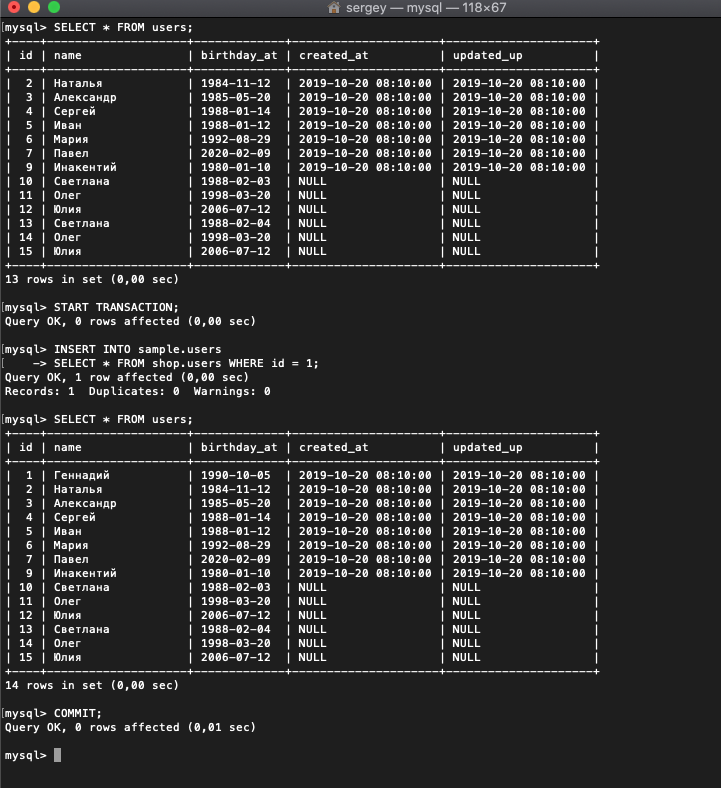 sergey — mysql — 118×67
[mysql> SELECT * FROM users;
+----+--------------------+-------------+---------------------+---------------------+
| id | name               | birthday_at | created_at          | updated_up          |
+----+--------------------+-------------+---------------------+---------------------+
|  2 | Наталья            | 1984-11-12  | 2019-10-20 08:10:00 | 2019-10-20 08:10:00 |
|  3 | Александр          | 1985-05-20  | 2019-10-20 08:10:00 | 2019-10-20 08:10:00 |
|  4 | Сергей             | 1988-01-14  | 2019-10-20 08:10:00 | 2019-10-20 08:10:00 |
|  5 | Иван               | 1988-01-12  | 2019-10-20 08:10:00 | 2019-10-20 08:10:00 |
|  6 | Мария              | 1992-08-29  | 2019-10-20 08:10:00 | 2019-10-20 08:10:00 |
|  7 | Павел              | 2020-02-09  | 2019-10-20 08:10:00 | 2019-10-20 08:10:00 |
|  9 | Инакентий          | 1980-01-10  | 2019-10-20 08:10:00 | 2019-10-20 08:10:00 |
| 10 | Светлана           | 1988-02-03  | NULL                | NULL                |
| 11 | Олег               | 1998-03-20  | NULL                | NULL                |
| 12 | Юлия               | 2006-07-12  | NULL                | NULL                |
| 13 | Светлана           | 1988-02-04  | NULL                | NULL                |
| 14 | Олег               | 1998-03-20  | NULL                | NULL                |
| 15 | Юлия               | 2006-07-12  | NULL                | NULL                |
+----+--------------------+-------------+---------------------+---------------------+
13 rows in set (0,00 sec)
[mysql> START TRANSACTION;
Query OK, 0 rows affected (0,00 sec)
[mysql> INSERT INTO sample.users
[    -> SELECT * FROM shop.users WHERE id = 1;
Query OK, 1 row affected (0,00 sec)
Records: 1  Duplicates: 0  Warnings: 0
[mysql> SELECT * FROM users;
+----+--------------------+-------------+---------------------+---------------------+
| id | name               | birthday_at | created_at          | updated_up          |
+----+--------------------+-------------+---------------------+---------------------+
|  1 | Геннадий           | 1990-10-05  | 2019-10-20 08:10:00 | 2019-10-20 08:10:00 |
|  2 | Наталья            | 1984-11-12  | 2019-10-20 08:10:00 | 2019-10-20 08:10:00 |
|  3 | Александр          | 1985-05-20  | 2019-10-20 08:10:00 | 2019-10-20 08:10:00 |
|  4 | Сергей             | 1988-01-14  | 2019-10-20 08:10:00 | 2019-10-20 08:10:00 |
|  5 | Иван               | 1988-01-12  | 2019-10-20 08:10:00 | 2019-10-20 08:10:00 |
|  6 | Мария              | 1992-08-29  | 2019-10-20 08:10:00 | 2019-10-20 08:10:00 |
|  7 | Павел              | 2020-02-09  | 2019-10-20 08:10:00 | 2019-10-20 08:10:00 |
|  9 | Инакентий          | 1980-01-10  | 2019-10-20 08:10:00 | 2019-10-20 08:10:00 |
| 10 | Светлана           | 1988-02-03  | NULL                | NULL                |
| 11 | Олег               | 1998-03-20  | NULL                | NULL                |
| 12 | Юлия               | 2006-07-12  | NULL                | NULL                |
| 13 | Светлана           | 1988-02-04  | NULL                | NULL                |
| 14 | Олег               | 1998-03-20  | NULL                | NULL                |
| 15 | Юлия               | 2006-07-12  | NULL                | NULL                |
+----+--------------------+-------------+---------------------+---------------------+
14 rows in set (0,00 sec)
[mysql> COMMIT;
Query OK, 0 rows affected (0,01 sec)
mysql>